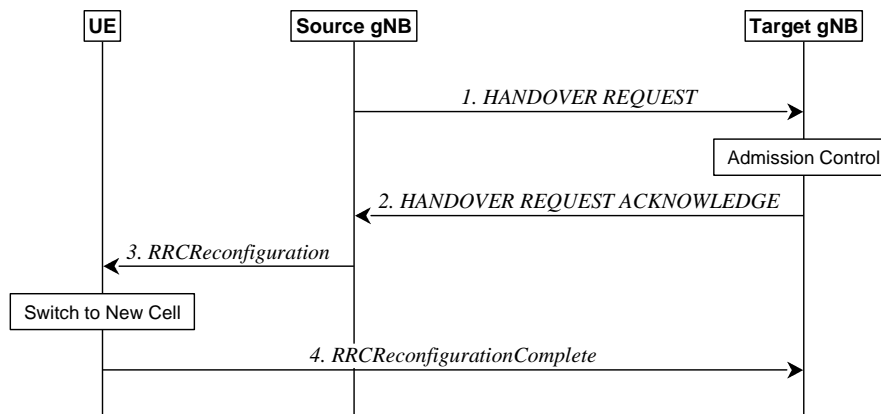 UE
Source gNB
Target gNB
1. HANDOVER REQUEST
Admission Control
2. HANDOVER REQUEST ACKNOWLEDGE
3. RRCReconfiguration
Switch to New Cell
4. RRCReconfigurationComplete